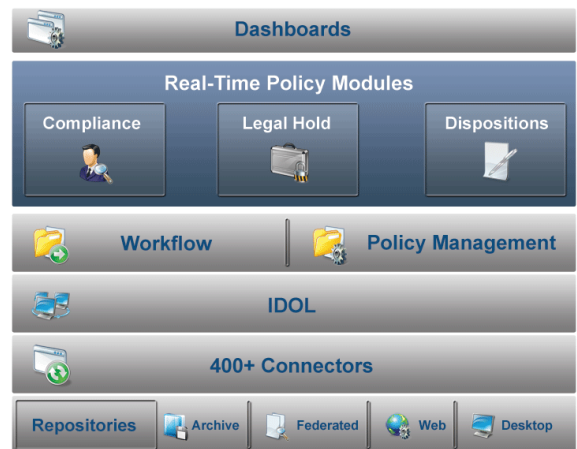 Dashboards
Real-Time Policy Modules
Compliance Legal Hold Dispositions
Workflow Policy Management
IDOL
400+ Connectors
Repositories Archive Federated Web Desktop